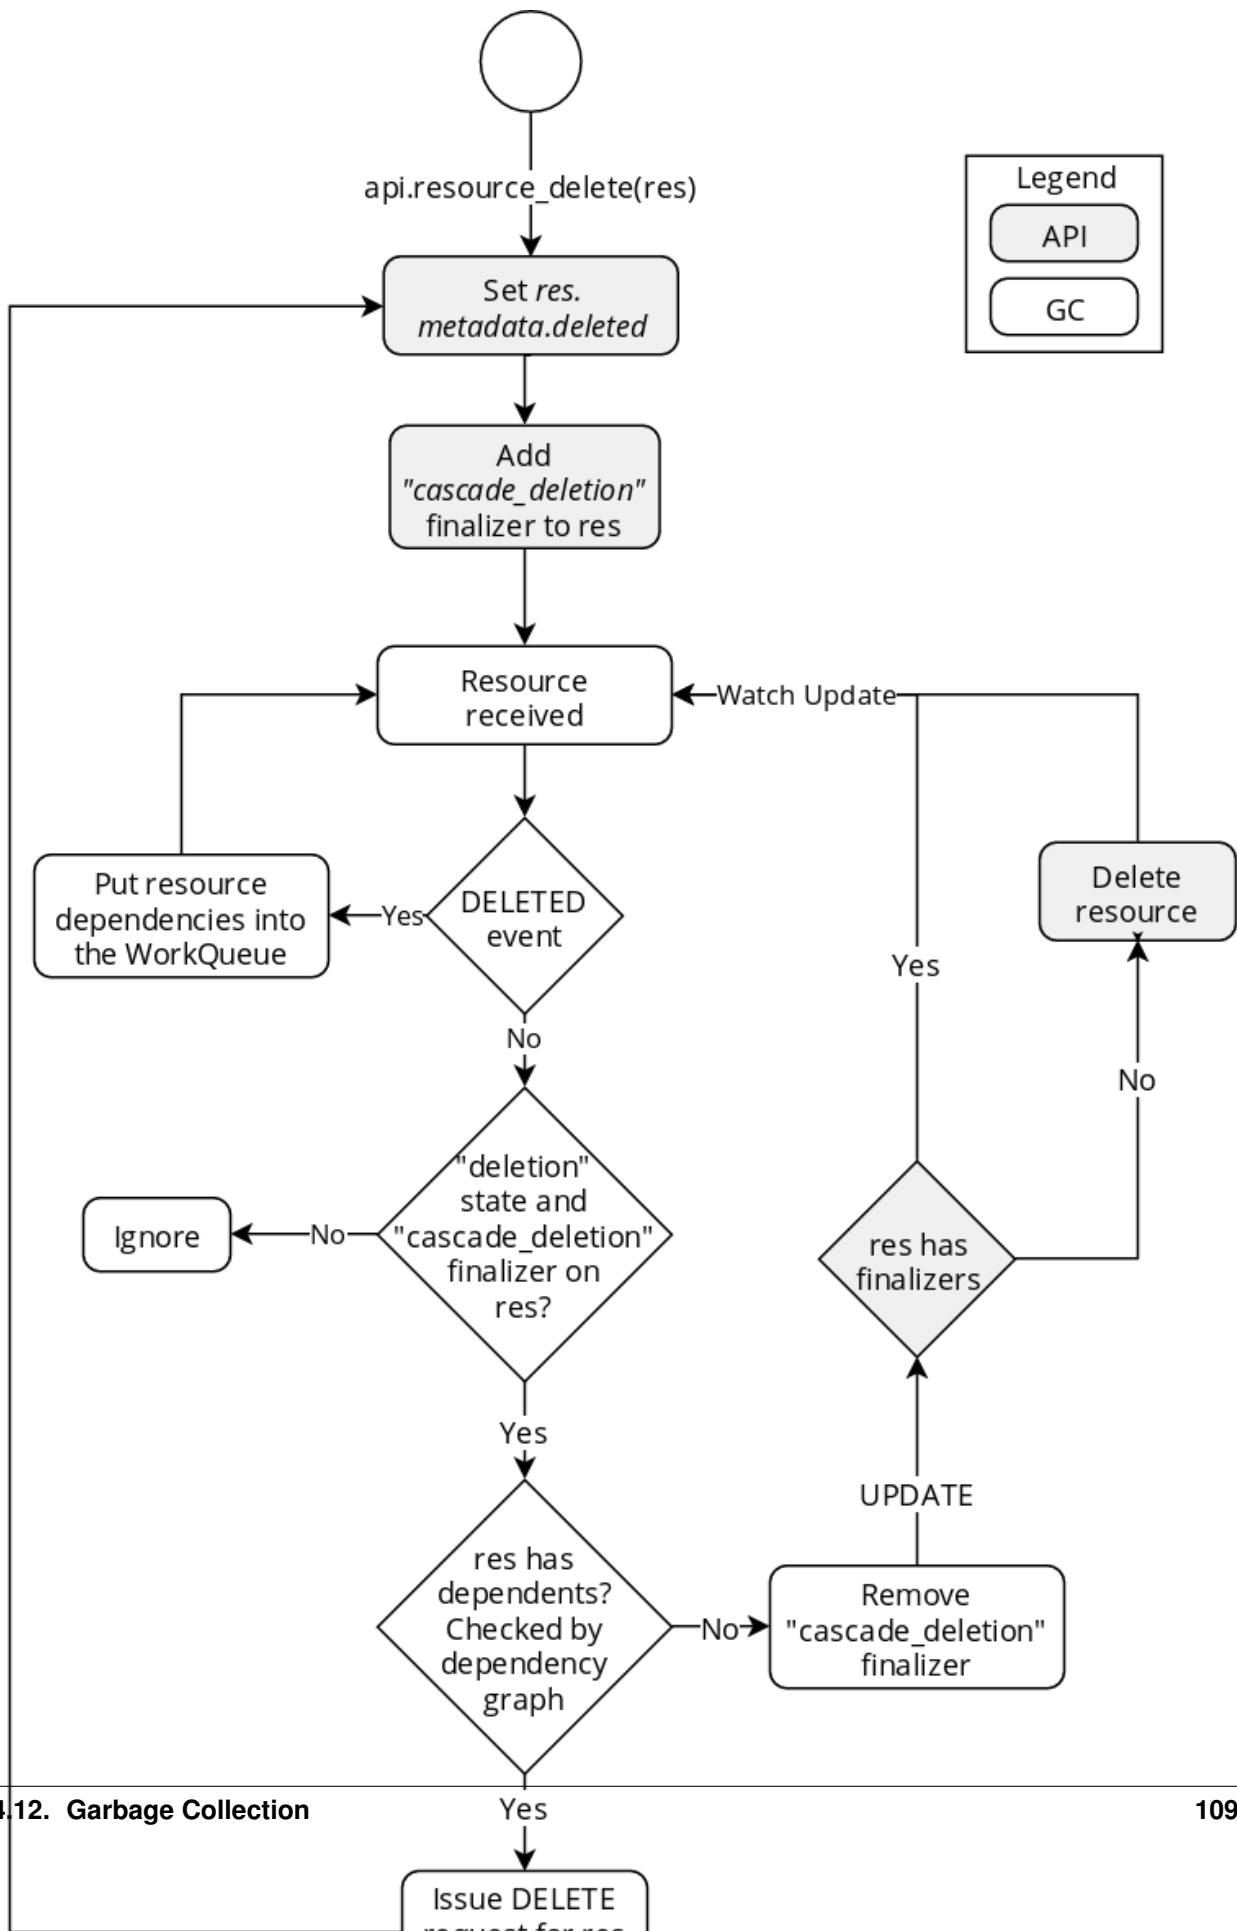 api.resource_delete(res)
Legend
API
GC
Set res.
metadata.deleted
Add
"cascade_deletion"
finalizer to res
Resource
received
Watch Update
Put resource
dependencies into
the WorkQueue
Yes
DELETED
event
Delete
resource
Yes
No
No
"deletion"
state and
"cascade_deletion"
finalizer on
res?
No
Ignore
res has
finalizers
Yes
UPDATE
res has
dependents?
Checked by
dependency
graph
No
Remove
"cascade_deletion"
finalizer
.12. Garbage Collection
109
Yes
Issue DELETE
request for res